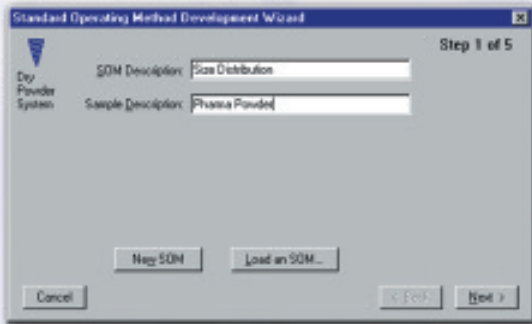 Standard Operating Method Development Wizard
Step 1 of 5
Dry
Powder
System
SOM Description: Size Distribution
Sample Description: Pharma Powder
New SOM
Load an SOM...
Cancel
< Back
Next >